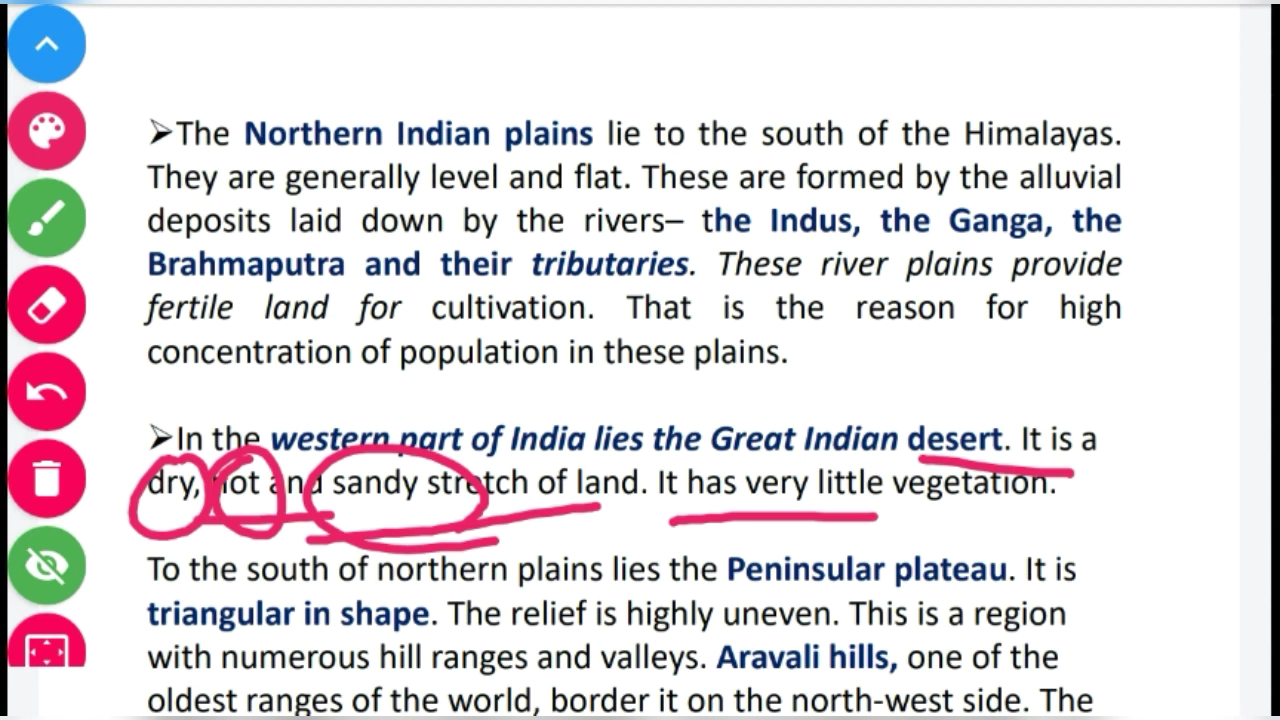 ➢The Northern Indian plains lie to the south of the Himalayas.
They are generally level and flat. These are formed by the alluvial
deposits laid down by the rivers– the Indus, the Ganga, the
Brahmaputra and their tributaries. These river plains provide
fertile land for cultivation. That is the reason for high
concentration of population in these plains.
➢In the western part of India lies the Great Indian desert. It is a
dry, hot and sandy stretch of land. It has very little vegetation.
To the south of northern plains lies the Peninsular plateau. It is
triangular in shape. The relief is highly uneven. This is a region
with numerous hill ranges and valleys. Aravali hills, one of the
oldest ranges of the world, border it on the north-west side. The